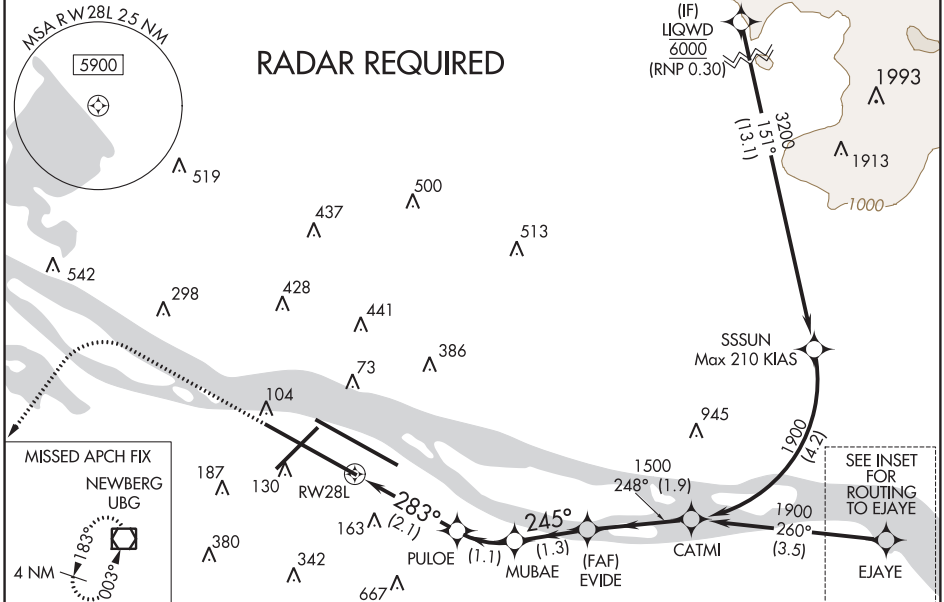 MSA RW28L 25 NM
5900
RADAR REQUIRED
(IF)
LIQWD
6000
(RNP 0.30)
3200
151°
(13.1)
1993
1913
1000
519
500
437
513
542
298
428
441
386
73
104
945
SSSUN
Max 210 KIAS
1900
(4.2)
MISSED APCH FIX
NEWBERG
UBG
183°
003°
4 NM
187
130
RW28L
283°
(2.1)
163
380
342
667
PULOE
(1.1)
MUBAE
245°
(1.3)
(FAF)
EVIDE
1500
248° (1.9)
CATMI
1900
260°
(3.5)
SEE INSET
FOR
ROUTING
TO EJAYE
EJAYE